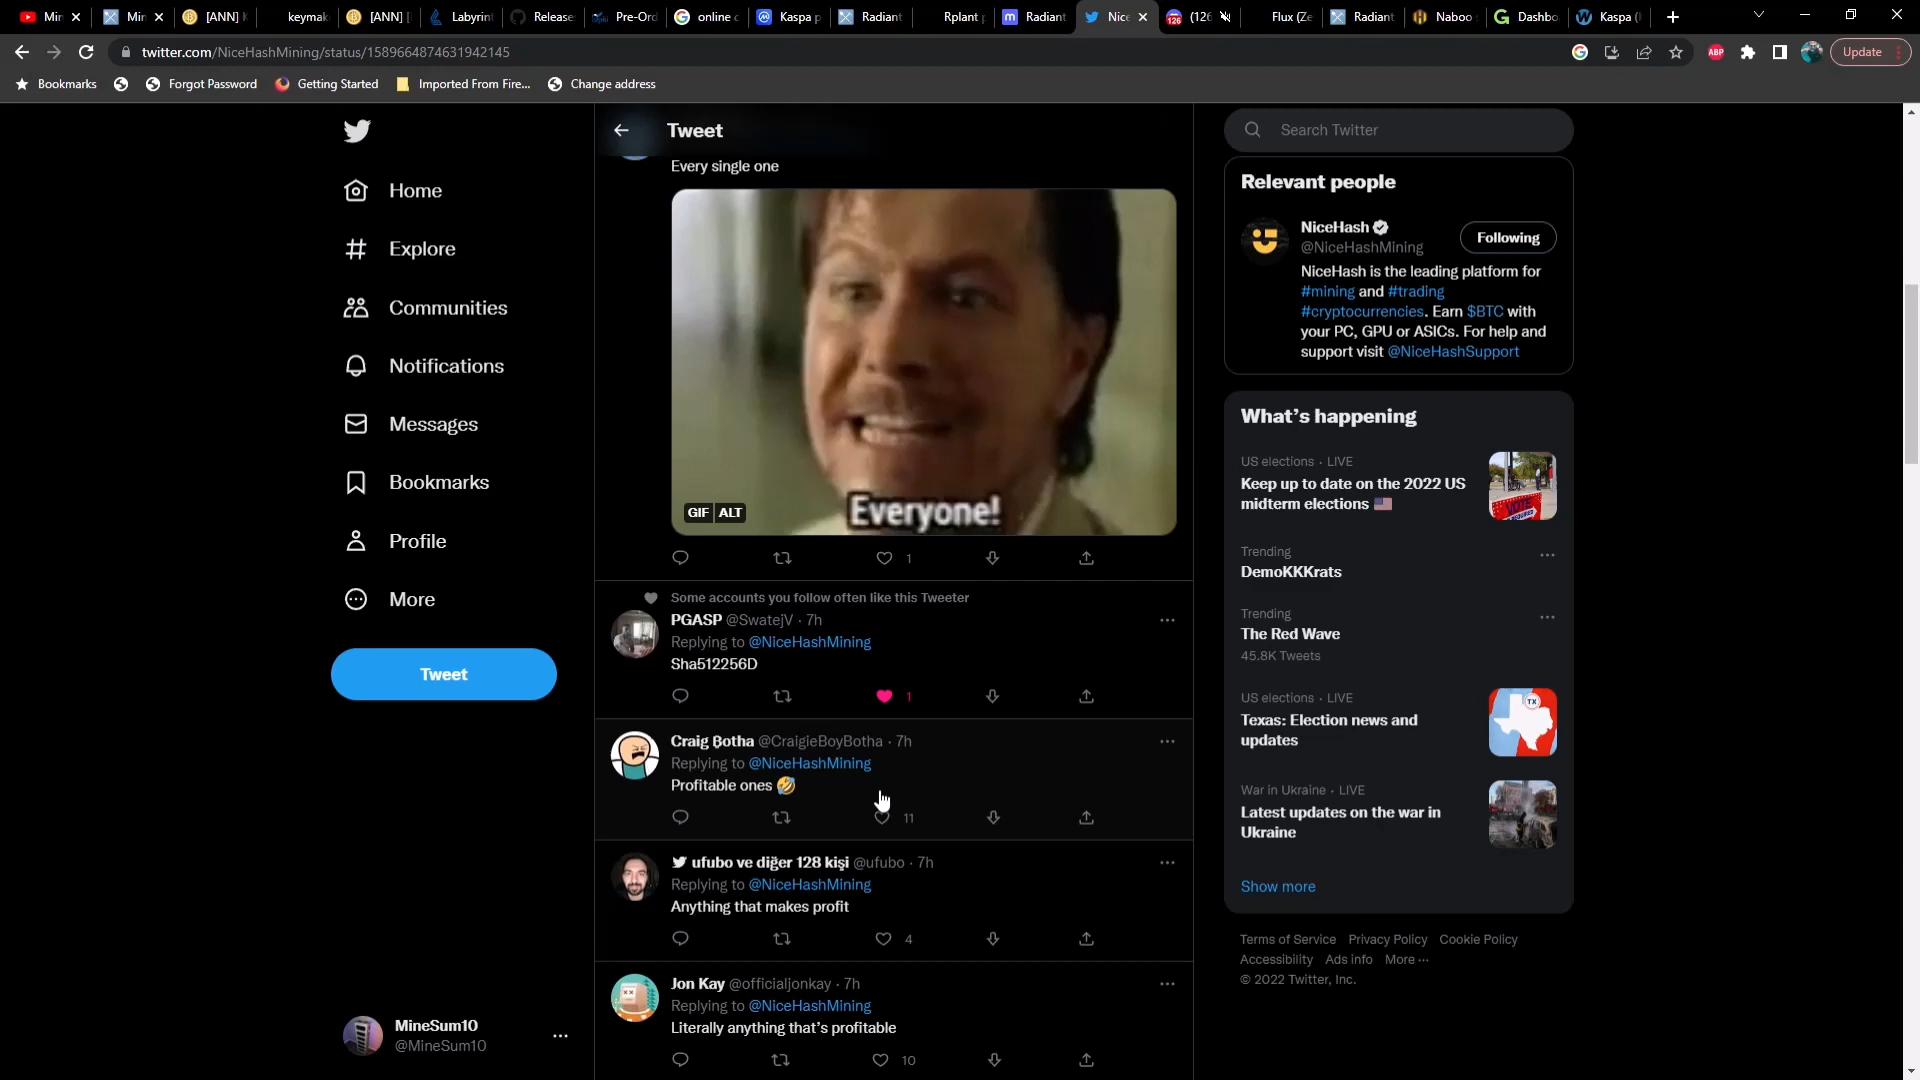 Min
Min
[ANN] K
keymak
[ANN] [
Labyrint
Release
Pre-Ord
online c
Kaspa p
Radiant
Rplant p
Radiant
Nice
(126
Flux (Ze
Radiant
Naboo
Dashbo
Kaspa (
twitter.com/NiceHashMining/status/1589664874631942145
ABP
Update
Bookmarks
Forgot Password
Getting Started
Imported From Fire...
Change address
Home
Explore
Communities
Notifications
Messages
Bookmarks
Profile
More
Tweet
MineSum10
@MineSum10
Tweet
Every single one
Everyone!
GIF ALT
1
Some accounts you follow often like this Tweeter
PGASP @SwatejV · 7h
Replying to @NiceHashMining
Sha512256D
1
Craig Botha @CraigieBoyBotha · 7h
Replying to @NiceHashMining
Profitable ones 🤣
11
ufubo ve diğer 128 kişi @ufubo · 7h
Replying to @NiceHashMining
Anything that makes profit
4
Jon Kay @officialjonkay · 7h
Replying to @NiceHashMining
Literally anything that's profitable
10
Search Twitter
Relevant people
NiceHash
@NiceHashMining
Following
NiceHash is the leading platform for
#mining and #trading
#cryptocurrencies. Earn $BTC with
your PC, GPU or ASICs. For help and
support visit @NiceHashSupport
What's happening
US elections · LIVE
Keep up to date on the 2022 US
midterm elections 🇺🇸
Trending
DemoKKKrats
Trending
The Red Wave
45.8K Tweets
US elections · LIVE
Texas: Election news and
updates
TX
War in Ukraine · LIVE
Latest updates on the war in
Ukraine
Show more
Terms of Service Privacy Policy Cookie Policy
Accessibility Ads info More ···
© 2022 Twitter, Inc.